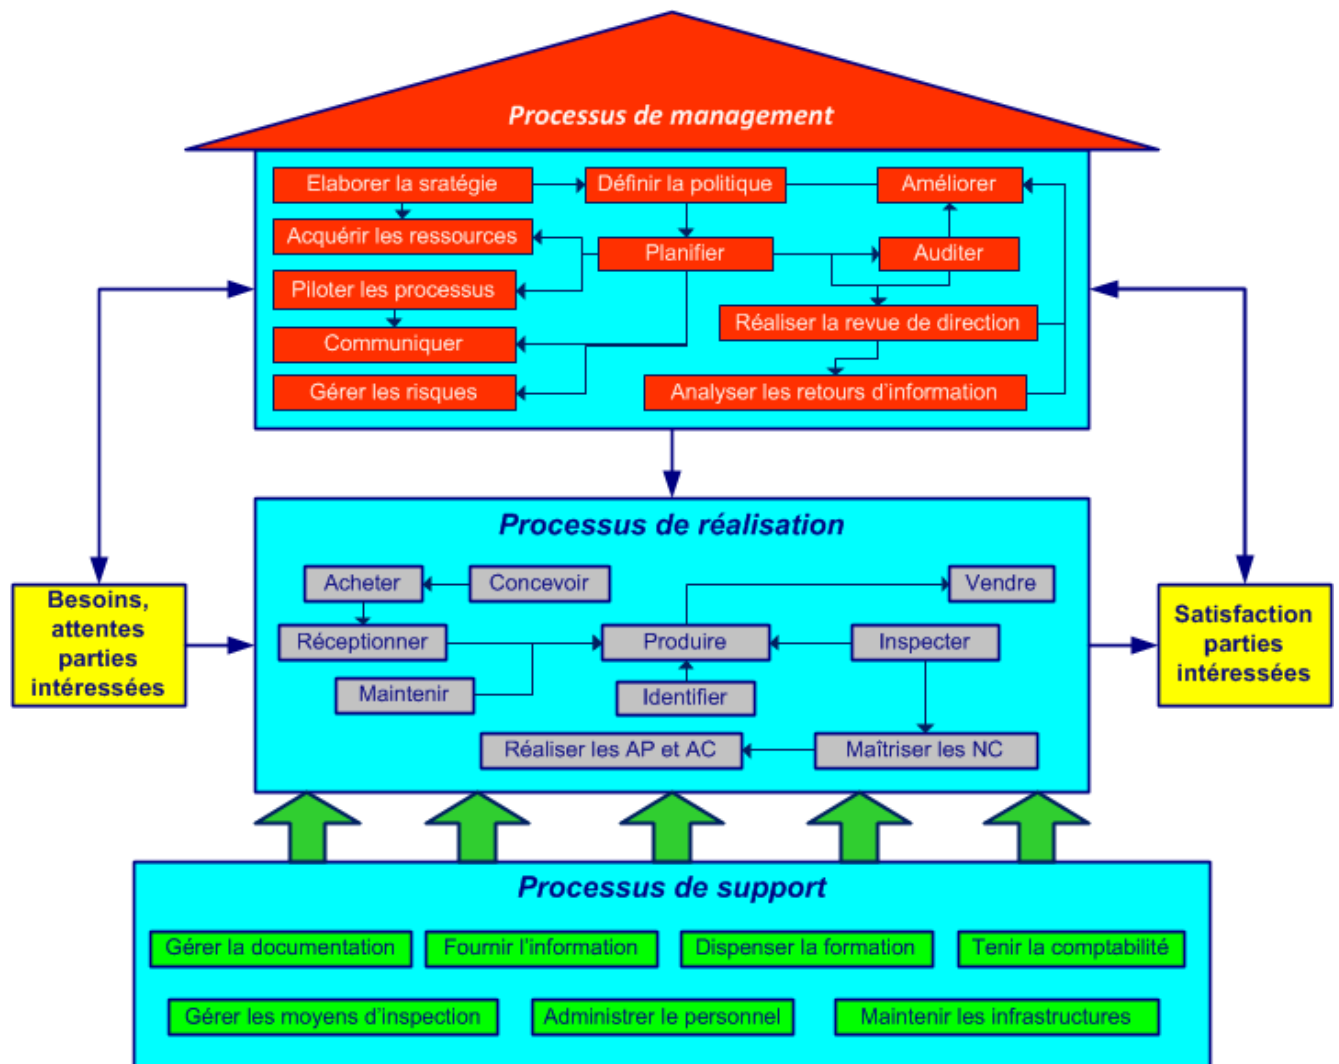 Processus de management
Elaborer la sratégie
Définir la politique
Améliorer
Acquérir les ressources
Planifier
Auditer
Piloter les processus
Réaliser la revue de direction
Communiquer
Gérer les risques
Analyser les retours d'information
Processus de réalisation
Acheter
Concevoir
Vendre
Besoins,
attentes
parties
intéressées
Réceptionner
Produire
Inspecter
Satisfaction
parties
intéressées
Maintenir
Identifier
Réaliser les AP et AC
Maîtriser les NC
Processus de support
Gérer la documentation
Fournir l'information
Dispenser la formation
Tenir la comptabilité
Gérer les moyens d'inspection
Administrer le personnel
Maintenir les infrastructures